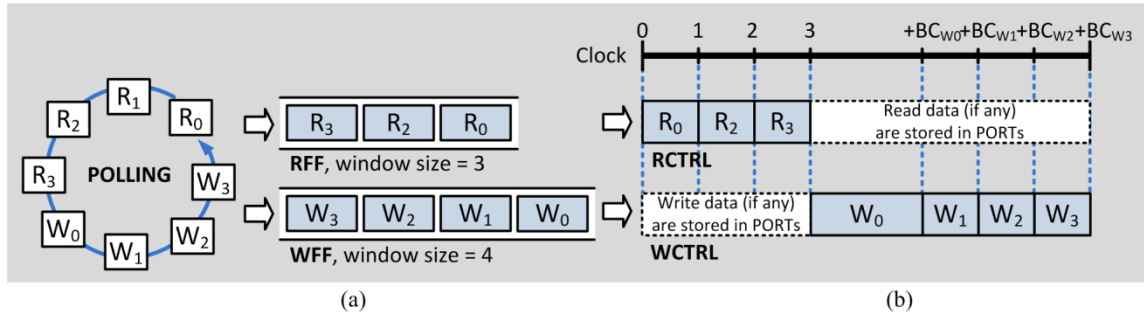 0 1 2 3 +BCW0+BCW1+BCW2+BCW3
Clock
R1
R0
R2
R3
POLLING
W3
W0
W2
W1
R3 R2 R0
RFF, window size = 3
W3 W2 W1 W0
WFF, window size = 4
R0 R2 R3
Read data (if any)
are stored in PORTs
RCTRL
Write data (if any)
are stored in PORTs
W0 W1 W2 W3
WCTRL
(a) (b)